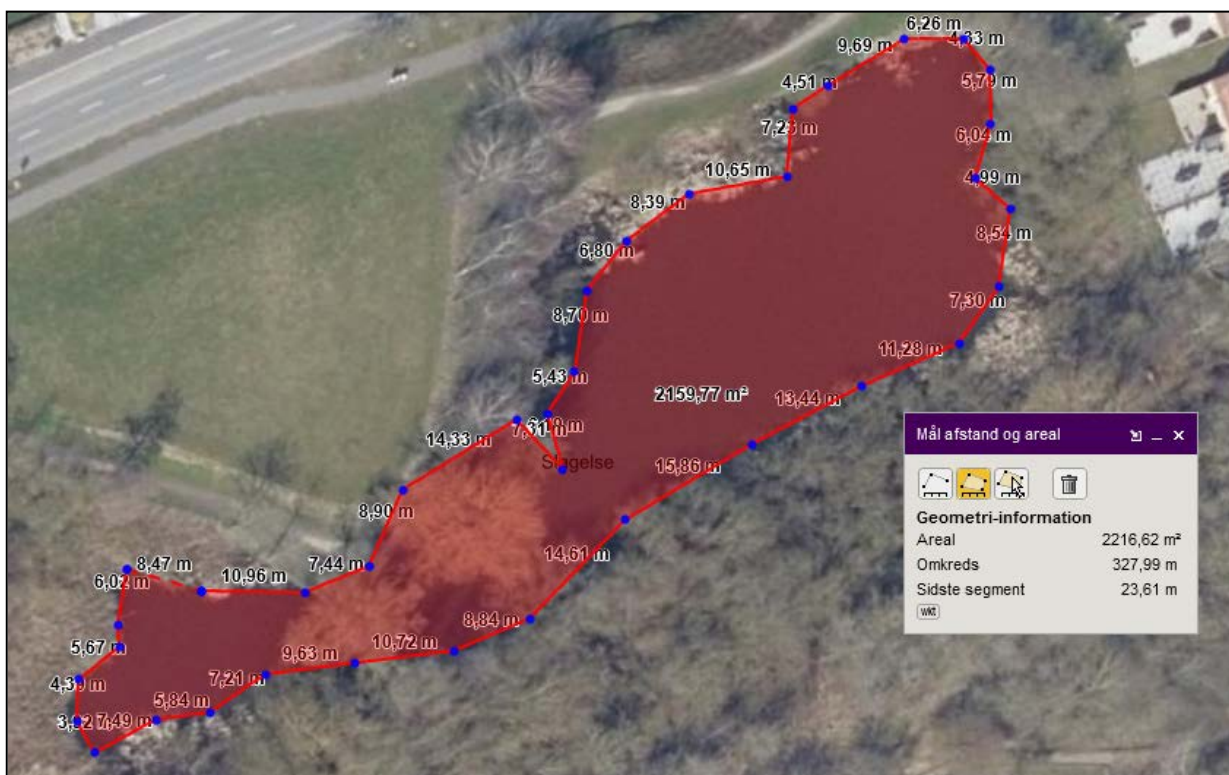 6,26 m
4,33 m
9,69 m
5,79 m
4,51 m
7,23 m
6,04 m
10,65 m
4,99 m
8,39 m
8,54 m
6,80 m
7,30 m
8,70 m
11,28 m
5,43 m
2159,77 m²
13,44 m
14,33 m
Slagelse
15,86 m
8,90 m
14,61 m
7,44 m
8,47 m
10,96 m
6,02 m
8,84 m
5,67 m
10,72 m
9,63 m
7,21 m
5,84 m
7,49 m
Mål afstand og areal
Geometri-information
Areal 2216,62 m²
Omkreds 327,99 m
Sidste segment 23,61 m
wkt